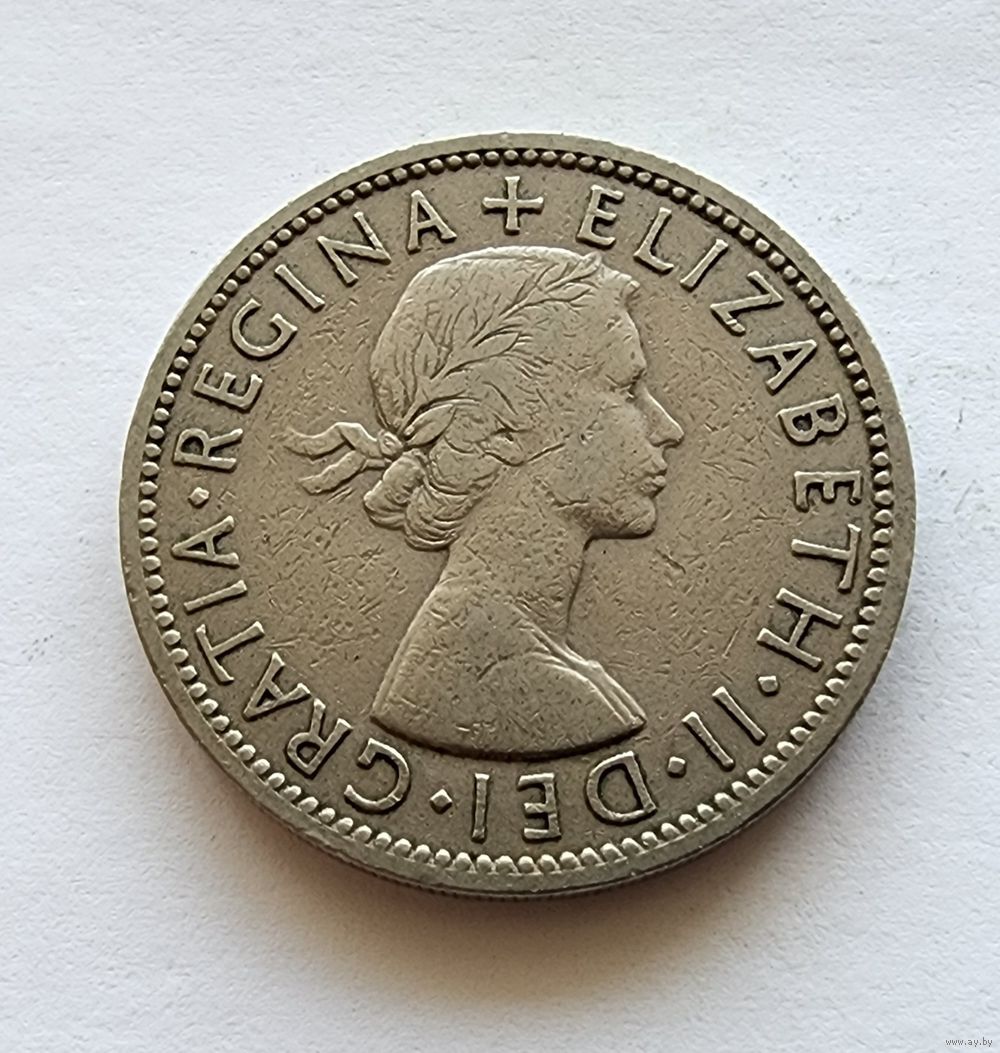 + ELIZABETH · II · DEI · GRATIA · REGINA
www.ay.by